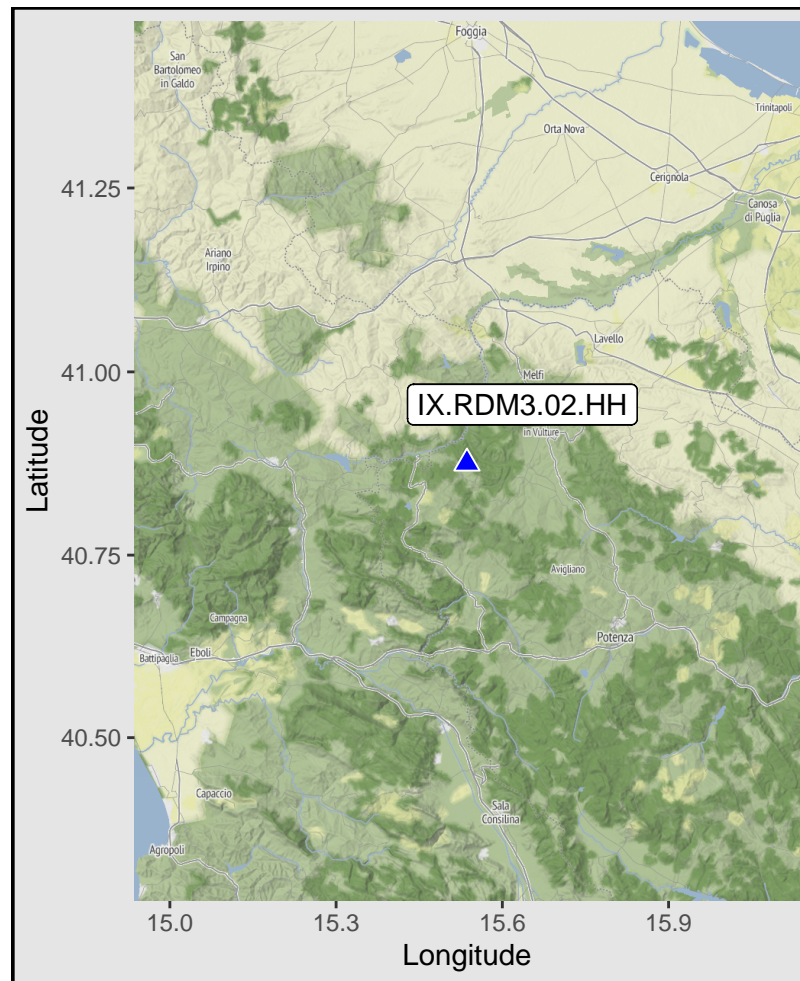 Foggia
San
Bartolomeo
in Galdo
Trinitapoli
Orta Nova
41.25
Cerignola
Canosa
di Puglia
Ariano
Irpino
Lavello
41.00
Melfi
IX.RDM3.02.HH
in Vulture
Latitude
40.75
Avigliano
Campagna
Potenza
Eboli
Battipaglia
40.50
Capaccio
Sala
Consilina
Agropoli
15.0
15.3
15.6
15.9
Longitude